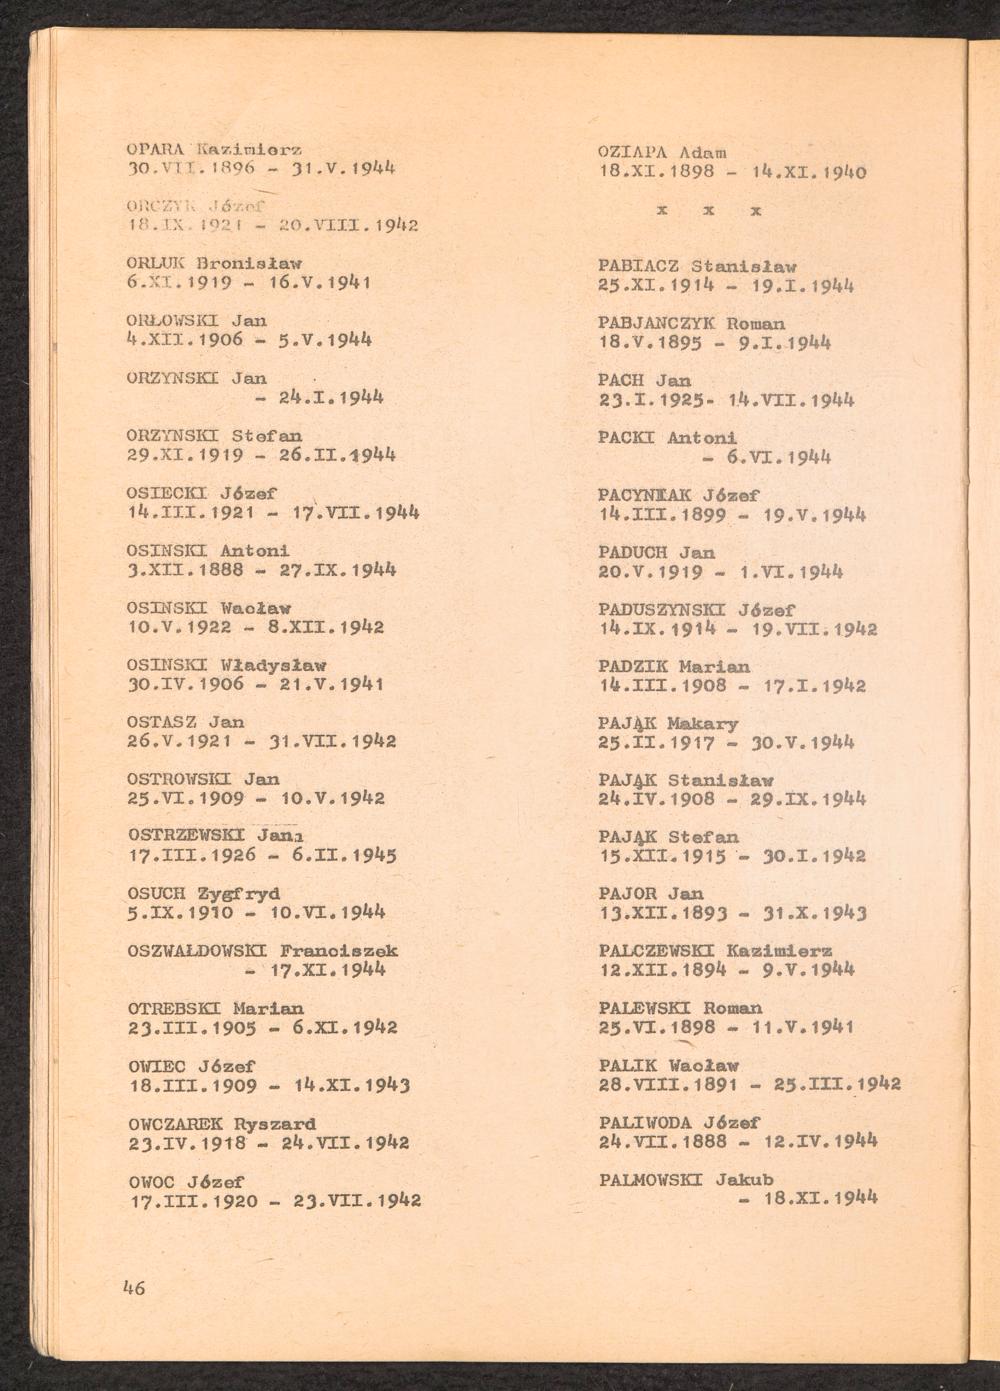 OPARA Kazimierz
30.VII.1896 - 31.V.1944
ORCZYK Józef
18.IX.1921 - 20.VIII.1942
ORLUK Bronisław
6.XI.1919 - 16.V.1941
ORŁOWSKI Jan
4.XII.1906 - 5.V.1944
ORZYNSKI Jan
- 24.I.1944
ORZYNSKI Stefan
29.XI.1919 - 26.II.1944
OSIECKI Józef
14.III.1921 - 17.VII.1944
OSINSKI Antoni
3.XII.1888 - 27.IX.1944
OSINSKI Wacław
10.V.1922 - 8.XII.1942
OSINSKI Władysław
30.IV.1906 - 21.V.1941
OSTASZ Jan
26.V.1921 - 31.VII.1942
OSTROWSKI Jan
25.VI.1909 - 10.V.1942
OSTRZEWSKI Jan
17.III.1926 - 6.II.1945
OSUCH Zygfryd
5.IX.1910 - 10.VI.1944
OSZWAŁDOWSKI Franciszek
- 17.XI.1944
OTREBSKI Marian
23.III.1905 - 6.XI.1942
OWIEC Józef
18.III.1909 - 14.XI.1943
OWCZAREK Ryszard
23.IV.1918 - 24.VII.1942
OWOC Józef
17.III.1920 - 23.VII.1942
46
OZIAPA Adam
18.XI.1898 - 14.XI.1940
x x x
PABIACZ Stanisław
25.XI.1914 - 19.I.1944
PABJANCZYK Roman
18.V.1895 - 9.I.1944
PACH Jan
23.I.1925- 14.VII.1944
PACKI Antoni
- 6.VI.1944
PACYNIAK Józef
14.III.1899 - 19.V.1944
PADUCH Jan
20.V.1919 - 1.VI.1944
PADUSZYNSKI Józef
14.IX.1914 - 19.VII.1942
PADZIK Marian
14.III.1908 - 17.I.1942
PAJĄK Makary
25.II.1917 - 30.V.1944
PAJĄK Stanisław
24.IV.1908 - 29.IX.1944
PAJĄK Stefan
15.XII.1915 - 30.I.1942
PAJOR Jan
13.XII.1893 - 31.X.1943
PALCZEWSKI Kazimierz
12.XII.1894 - 9.V.1944
PALEWSKI Roman
25.VI.1898 - 11.V.1941
PALIK Wacław
28.VIII.1891 - 25.III.1942
PALIWODA Józef
24.VII.1888 - 12.IV.1944
PALMOWSKI Jakub
- 18.XI.1944